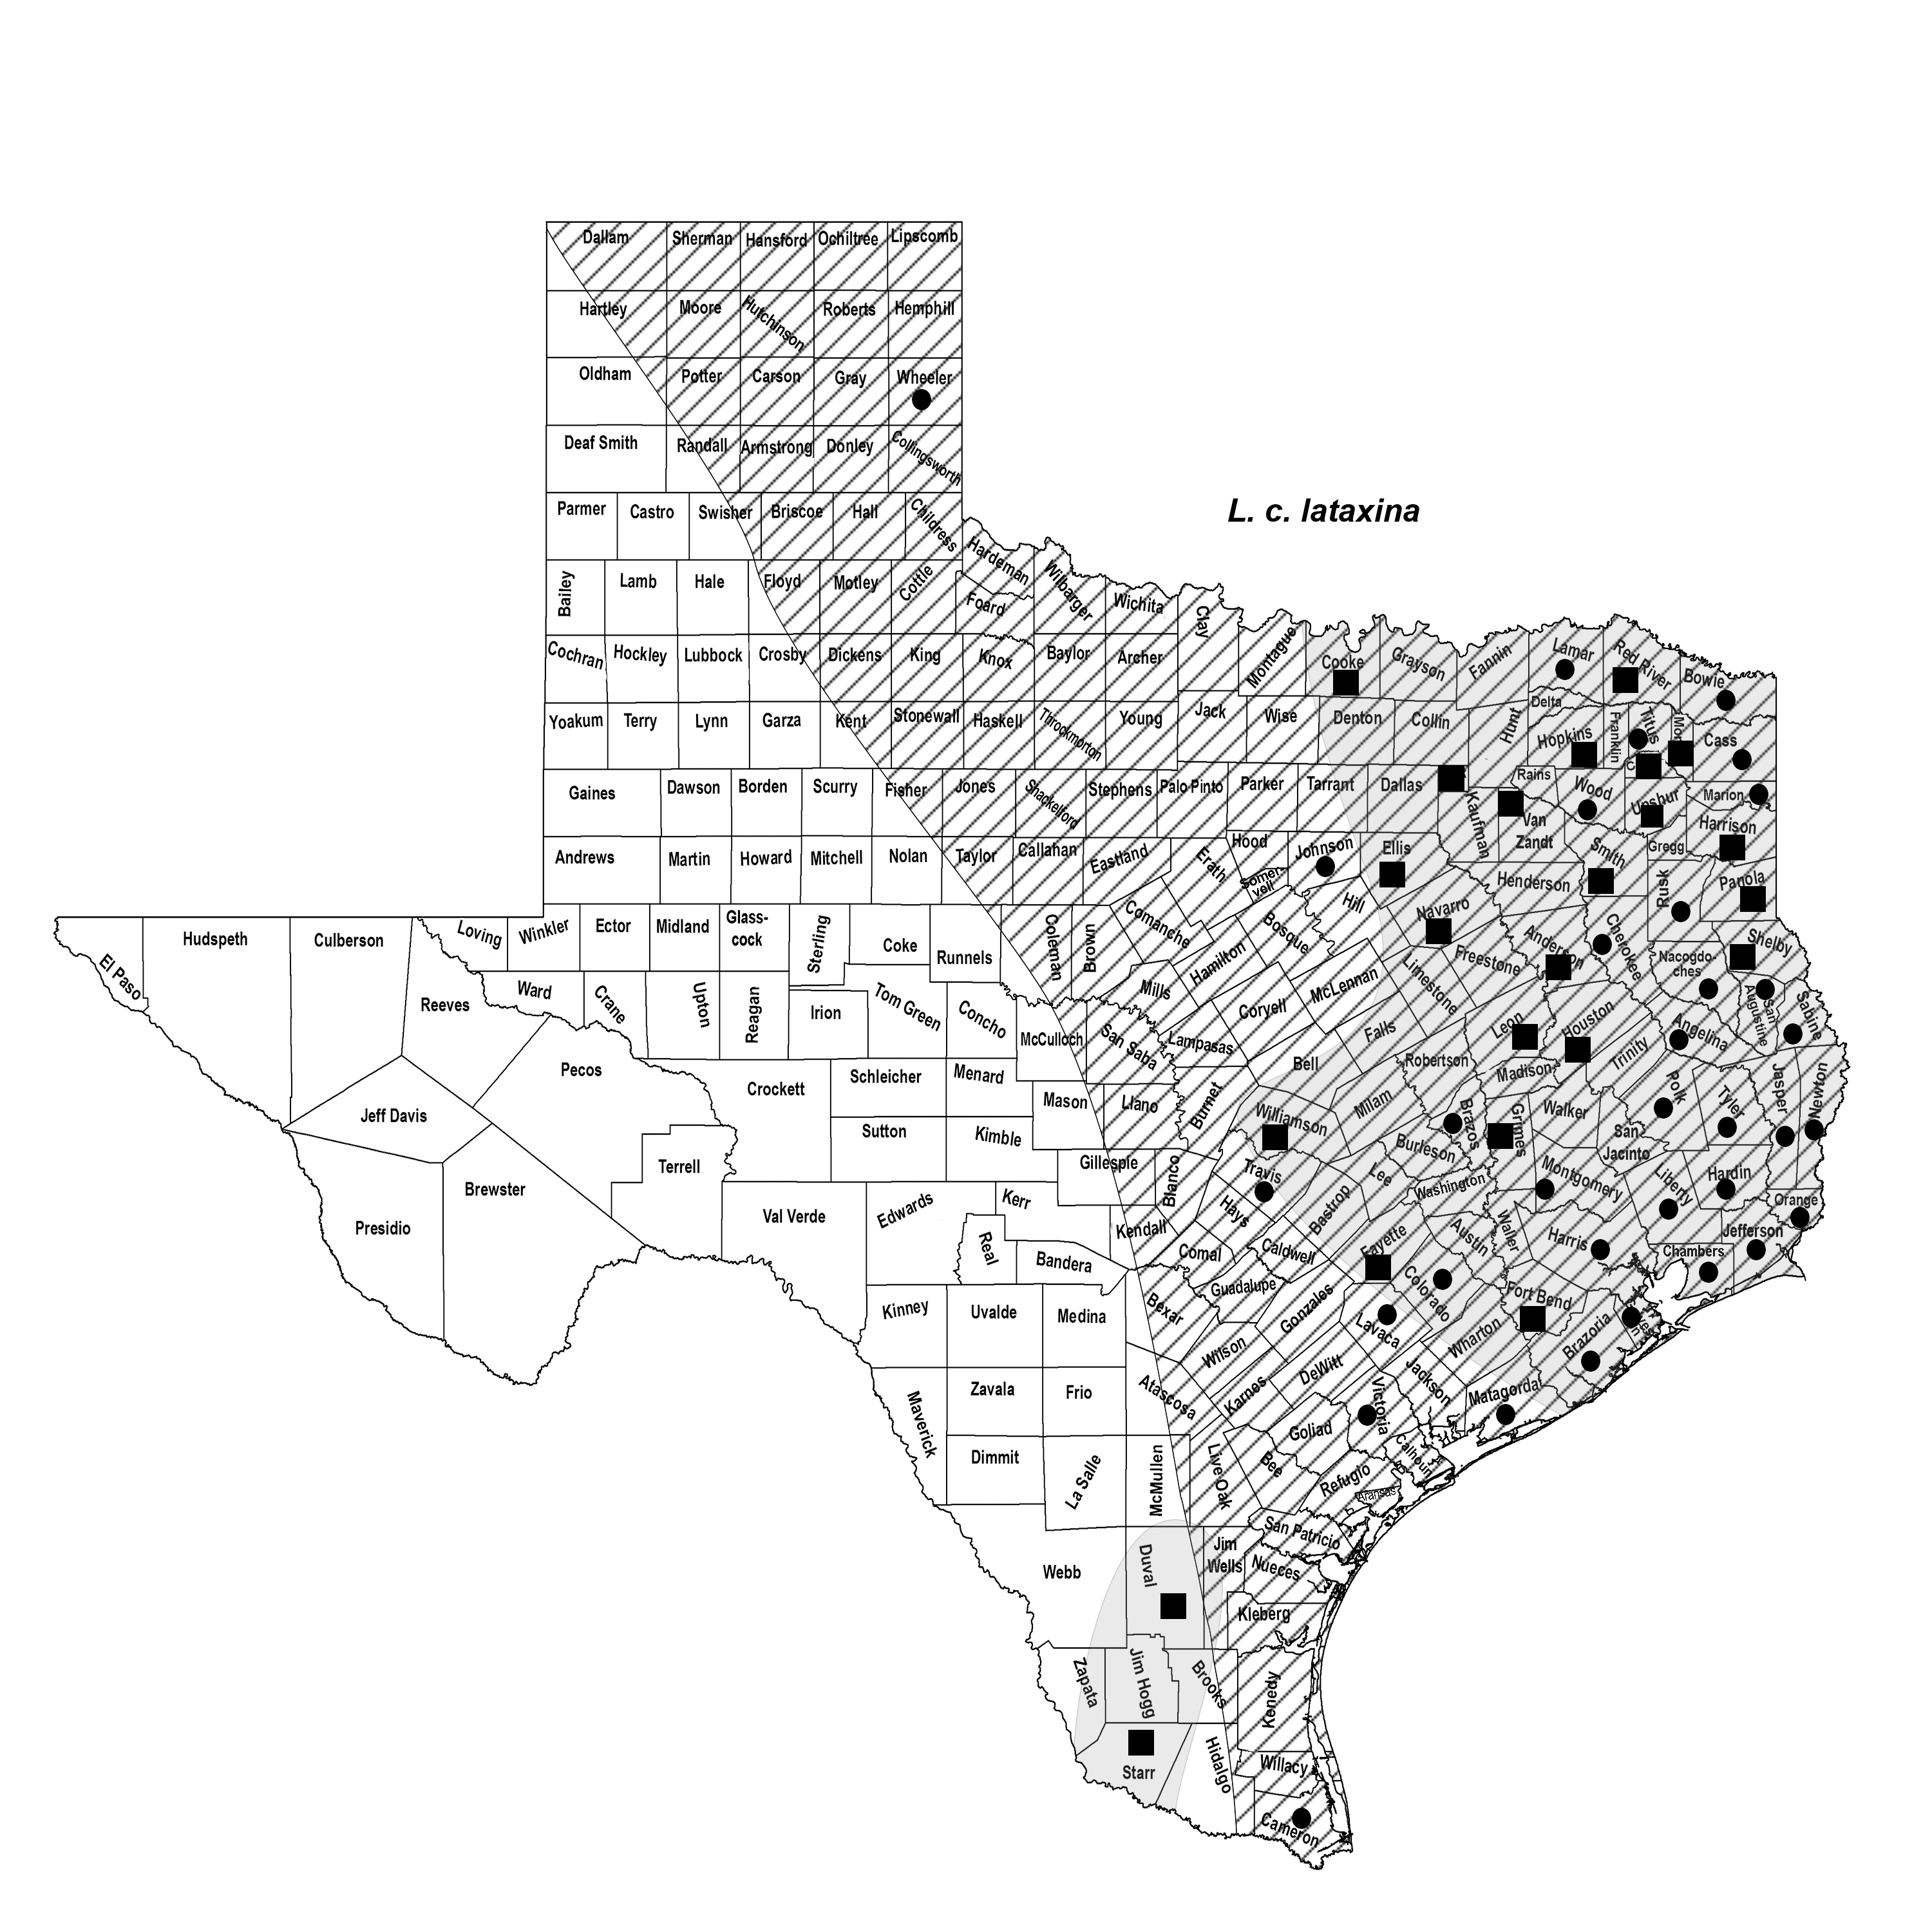 Dallam
Sherman
Hansford
Ochiltree
Lipscomb
Hartley
Moore
Hutchinson
Roberts
Hemphill
Oldham
Potter
Carson
Gray
Wheeler
Deaf Smith
Randall
Armstrong
Donley
Collingsworth
L. c. lataxina
Parmer
Castro
Swisher
Briscoe
Hall
Childress
Hardeman
Bailey
Lamb
Hale
Floyd
Motley
Cottle
Foard
Wilbarger
Wichita
Clay
Montague
Cooke
Grayson
Fannin
Lamar
Red River
Bowie
Cochran
Hockley
Lubbock
Crosby
Dickens
King
Knox
Baylor
Archer
Yoakum
Terry
Lynn
Garza
Kent
Stonewall
Haskell
Throckmorton
Young
Jack
Wise
Denton
Collin
Hunt
Delta
Hopkins
Franklin
Titus
Cass
Gaines
Dawson
Borden
Scurry
Fisher
Jones
Shackelford
Stephens
Palo Pinto
Parker
Tarrant
Dallas
Kaufman
Rains
Wood
Upshur
Marion
Harrison
Van
Zandt
Andrews
Martin
Howard
Mitchell
Nolan
Taylor
Callahan
Eastland
Erath
Hood
Somer-
vell
Johnson
Ellis
Henderson
Smith
Gregg
Rusk
Panola
Hill
Navarro
Loving
Winkler
Ector
Midland
Glass-
cock
Sterling
Coke
Runnels
Coleman
Brown
Comanche
Hamilton
Bosque
Hudspeth
Culberson
El Paso
Reeves
Ward
Crane
Upton
Reagan
Irion
Tom Green
Concho
McCulloch
San Saba
Mills
Lampasas
Coryell
McLennan
Limestone
Freestone
Anderson
Cherokee
Nacogdo-
ches
Shelby
San
Augustine
Sabine
Angelina
Houston
Leon
Falls
Bell
Robertson
Madison
Trinity
Polk
Tyler
Jasper
Newton
Pecos
Jeff Davis
Crockett
Schleicher
Menard
Mason
Llano
Burnet
Williamson
Milam
Brazos
Grimes
Walker
San
Jacinto
Sutton
Kimble
Gillespie
Blanco
Travis
Burleson
Lee
Washington
Montgomery
Liberty
Hardin
Orange
Terrell
Brewster
Presidio
Val Verde
Edwards
Kerr
Real
Bandera
Kendall
Hays
Comal
Caldwell
Bastrop
Fayette
Austin
Waller
Harris
Chambers
Jefferson
Kinney
Uvalde
Medina
Bexar
Guadalupe
Gonzales
Lavaca
Colorado
Fort Bend
Wharton
Brazoria
Wilson
DeWitt
Jackson
Matagorda
Maverick
Zavala
Frio
Atascosa
Karnes
Goliad
Victoria
Calhoun
Dimmit
La Salle
McMullen
Live Oak
Bee
Refugio
Aransas
San Patricio
Webb
Duval
Jim
Wells
Nueces
Kleberg
Zapata
Jim Hogg
Brooks
Kenedy
Starr
Hidalgo
Willacy
Cameron